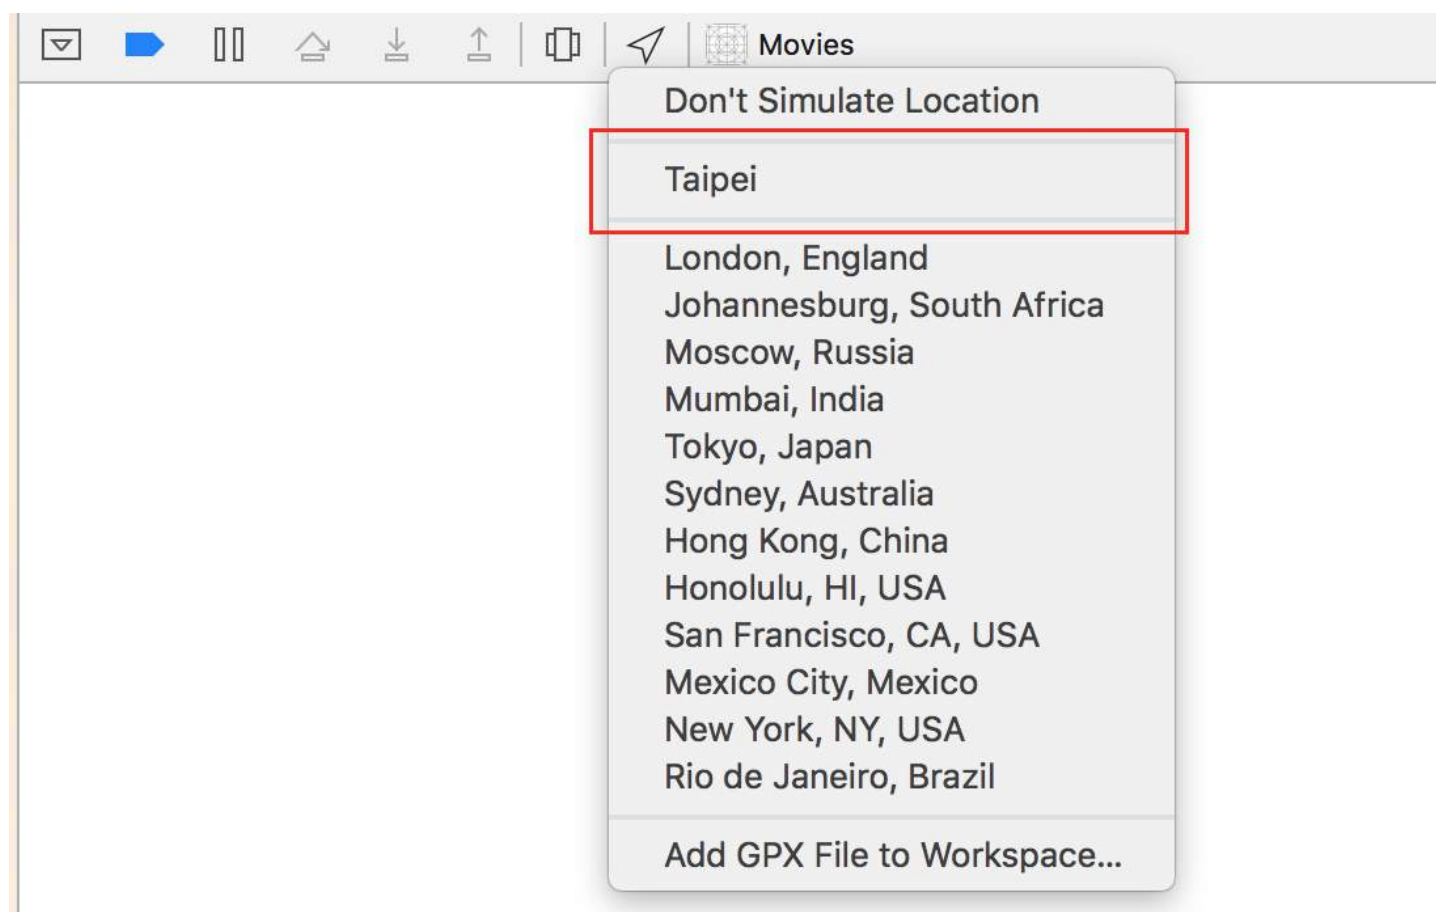 Movies
Don't Simulate Location
Taipei
London, England
Johannesburg, South Africa
Moscow, Russia
Mumbai, India
Tokyo, Japan
Sydney, Australia
Hong Kong, China
Honolulu, HI, USA
San Francisco, CA, USA
Mexico City, Mexico
New York, NY, USA
Rio de Janeiro, Brazil
Add GPX File to Workspace...